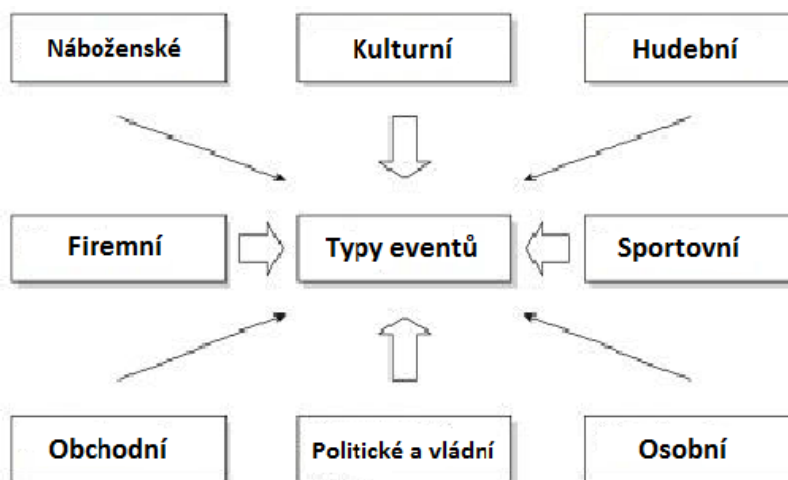 Náboženské
Kulturní
Hudební
Firemní
Typy eventů
Sportovní
Obchodní
Politické a vládní
Osobní